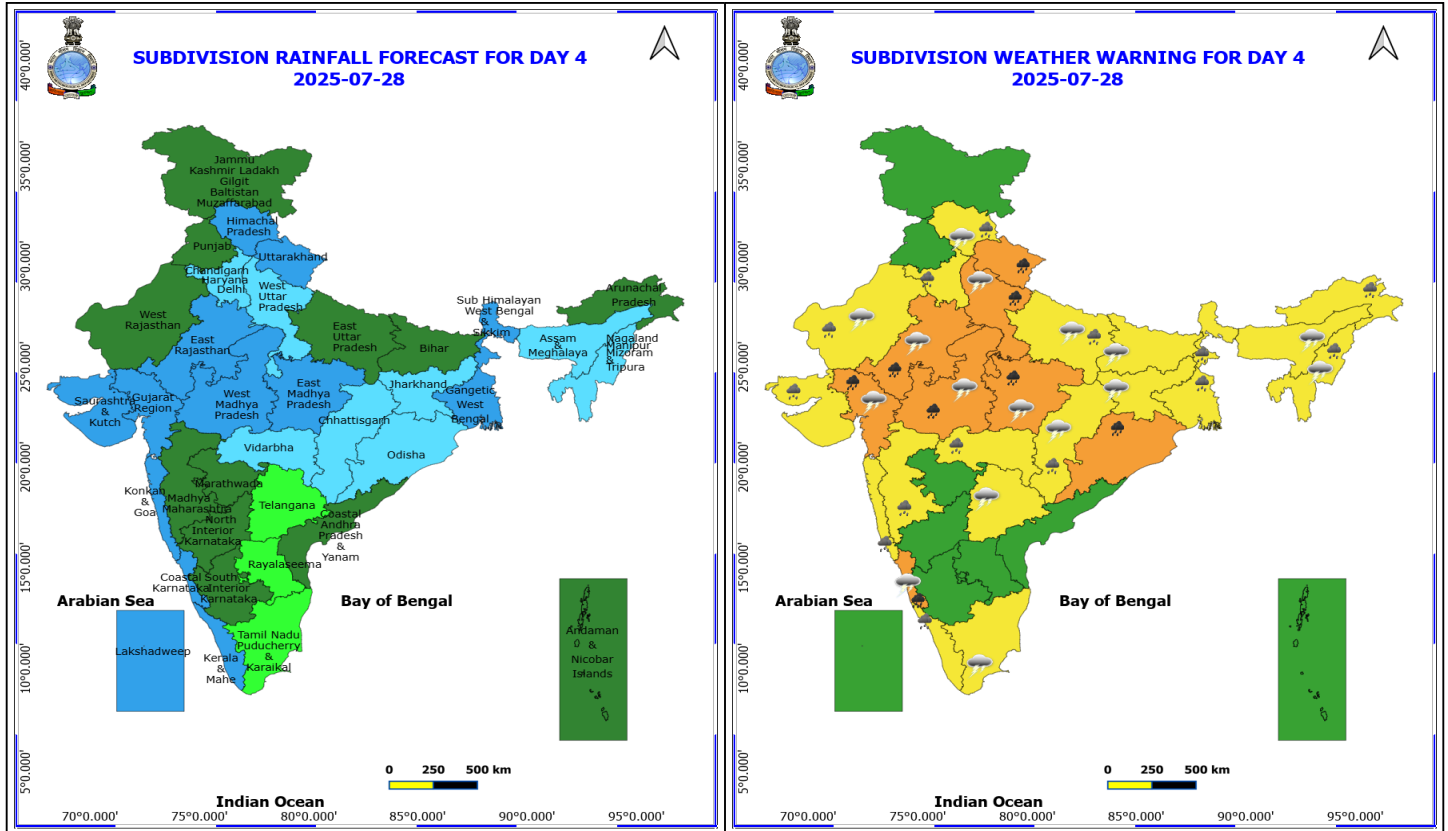 SUBDIVISION RAINFALL FORECAST FOR DAY 4
2025-07-28
40°0.000'
35°0.000'
30°0.000'
25°0.000'
20°0.000'
15°0.000'
10°0.000'
5°0.000'
Jammu
Kashmir Ladakh
Gilgit
Baltistan
Muzaffarabad
Himachal
Pradesh
Punjab
Uttarakhand
Chandigarh
Haryana
Delhi
West
Uttar
Pradesh
West
Rajasthan
East
Rajasthan
East
Uttar
Pradesh
Bihar
Sub Himalayan
West Bengal
&
Sikkim
Arunachal
Pradesh
Assam
&
Meghalaya
Nagaland
Manipur
Mizoram
&
Tripura
Saurashtra
&
Kutch
Gujarat
Region
West
Madhya
Pradesh
East
Madhya
Pradesh
Jharkhand
Gangetic
West
Bengal
Chhattisgarh
Odisha
Vidarbha
Konkan
&
Goa
Madhya
Maharashtra
Marathwada
Telangana
North
Interior
Karnataka
Coastal
Andhra
Pradesh
&
Yanam
Rayalaseema
Coastal
Karnataka
South
Interior
Karnataka
Tamil Nadu
Puducherry
&
Karaikal
Kerala
&
Mahe
Arabian Sea
Lakshadweep
Bay of Bengal
Andaman
&
Nicobar
Islands
0 250 500 km
Indian Ocean
70°0.000' 75°0.000' 80°0.000' 85°0.000' 90°0.000' 95°0.000'
SUBDIVISION WEATHER WARNING FOR DAY 4
2025-07-28
40°0.000'
35°0.000'
30°0.000'
25°0.000'
20°0.000'
15°0.000'
10°0.000'
5°0.000'
Arabian Sea
Bay of Bengal
0 250 500 km
Indian Ocean
70°0.000' 75°0.000' 80°0.000' 85°0.000' 90°0.000' 95°0.000'